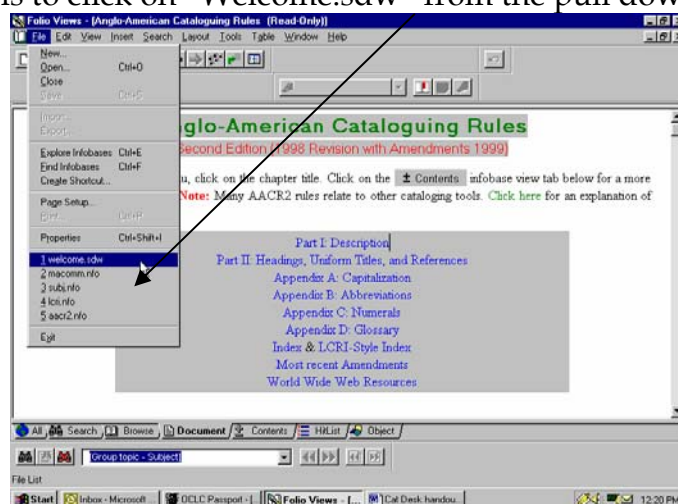 is to click on "Welcome.sdw" from the pull dow
Folio Views - [Anglo-American Cataloguing Rules (Read-Only)]
File Edit View Insert Search Layout Tools Table Window Help
New...
Open... Ctrl+O
Close
Save Ctrl+S
Import...
Export...
Explore Infobases Ctrl+E
Find Infobases Ctrl+F
Create Shortcut...
Page Setup...
Print... Ctrl+P
Properties Ctrl+Shift+I
1 welcome.sdw
2 macomm.nfo
3 subj.nfo
4 lcri.nfo
5 aacr2.nfo
Exit
glo-American Cataloguing Rules
Second Edition (1998 Revision with Amendments 1999)
u, click on the chapter title. Click on the ± Contents infobase view tab below for a more
Note: Many AACR2 rules relate to other cataloging tools. Click here for an explanation of
Part I: Description
Part II: Headings, Uniform Titles, and References
Appendix A: Capitalization
Appendix B: Abbreviations
Appendix C: Numerals
Appendix D: Glossary
Index & LCRI-Style Index
Most recent Amendments
World Wide Web Resources
All Search Browse Document Contents HitList Object
Group topic - Subject
File List
Start Inbox - Microsoft ... OCLC Passport - [... Folio Views - [... Cat Desk handou... 12:20 PM